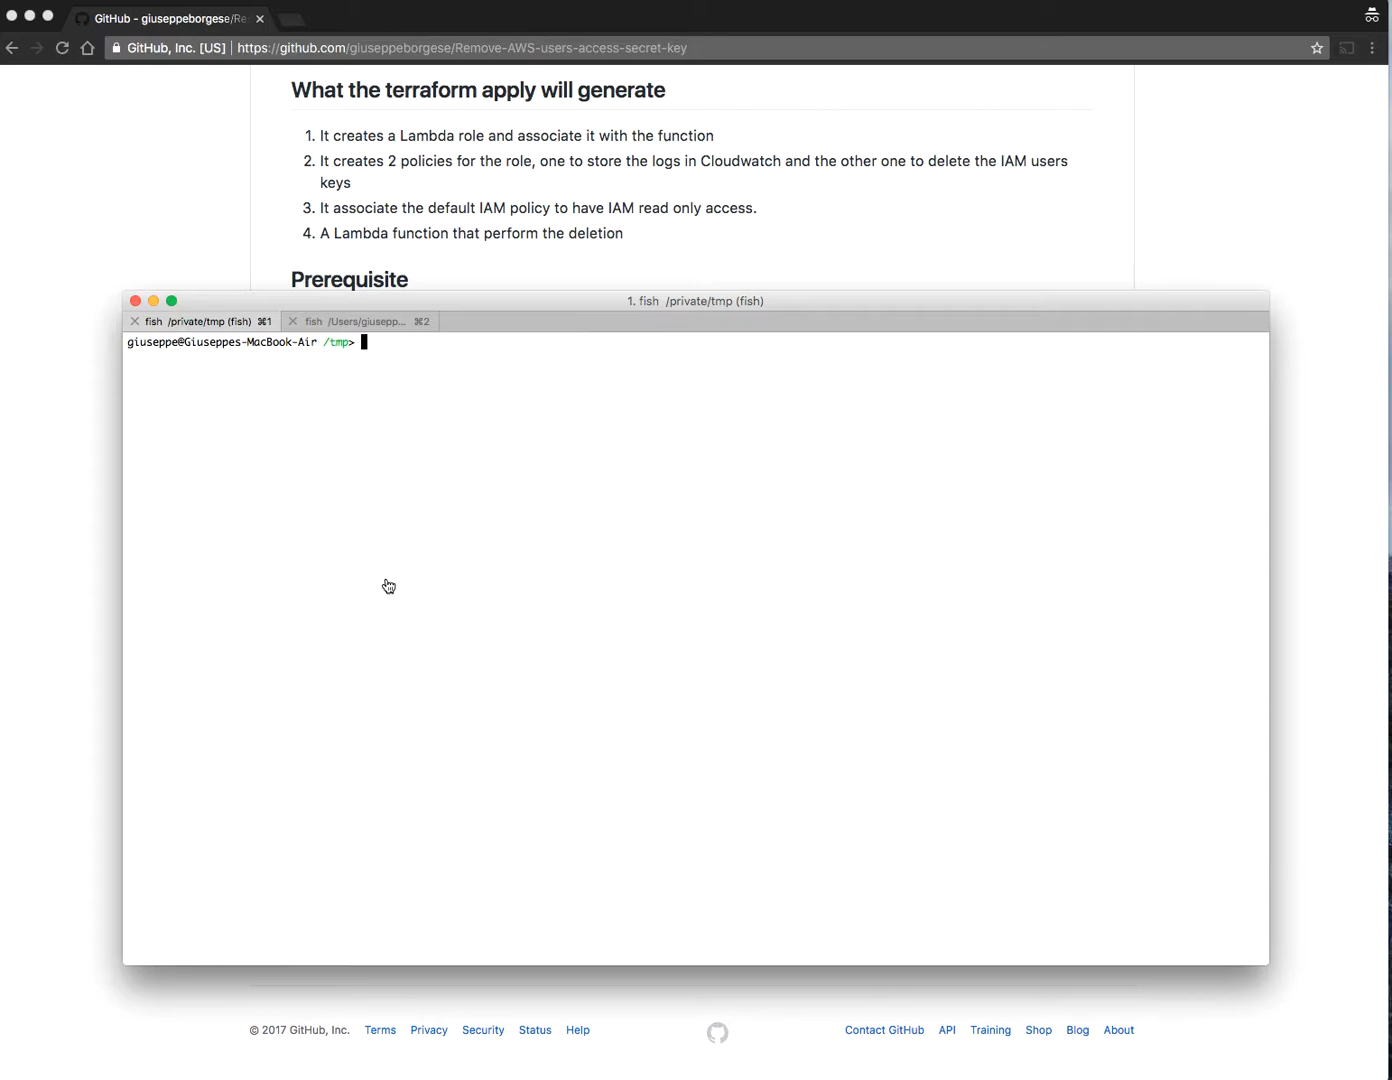 GitHub - giuseppeborgese/Re
GitHub, Inc. [US] | https://github.com/giuseppeborgese/Remove-AWS-users-access-secret-key
What the terraform apply will generate
1. It creates a Lambda role and associate it with the function
2. It creates 2 policies for the role, one to store the logs in Cloudwatch and the other one to delete the IAM users
keys
3. It associate the default IAM policy to have IAM read only access.
4. A Lambda function that perform the deletion
Prerequisite
1. fish /private/tmp (fish)
fish /private/tmp (fish) ⌘1
fish /Users/giusepp... ⌘2
giuseppe@Giuseppes-MacBook-Air /tmp>
© 2017 GitHub, Inc. Terms Privacy Security Status Help
Contact GitHub API Training Shop Blog About